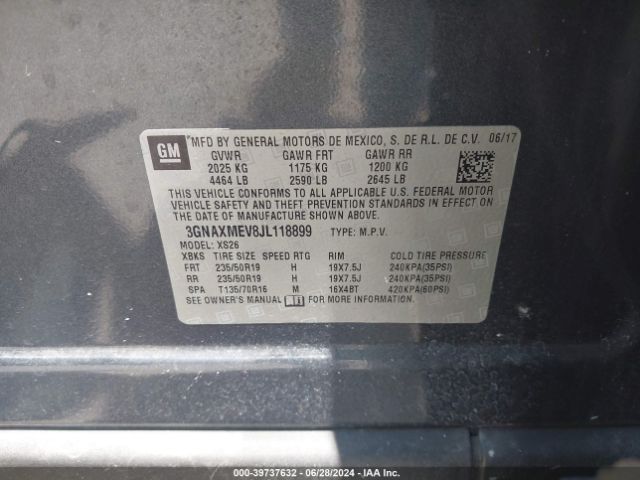 GM
MFD BY GENERAL MOTORS DE MEXICO, S. DE R.L. DE C.V. 06/17
GVWR GAWR FRT GAWR RR
2025 KG 1175 KG 1200 KG
4464 LB 2590 LB 2645 LB
THIS VEHICLE CONFORMS TO ALL APPLICABLE U.S. FEDERAL MOTOR
VEHICLE SAFETY AND THEFT PREVENTION STANDARDS IN EFFECT ON THE
DATE OF MANUFACTURE SHOWN ABOVE.
3GNAXMEV8JL118899 TYPE: M.P.V.
MODEL: XS26
XBKS TIRE SIZE SPEED RTG RIM COLD TIRE PRESSURE
FRT 235/50R19 H 19X7.5J 240KPA(35PSI)
RR 235/50R19 H 19X7.5J 240KPA(35PSI)
SPA T135/70R16 M 16X4BT 420KPA(60PSI)
SEE OWNER'S MANUAL FOR MORE INFORMATION.
000-39737632 - 06/28/2024 - IAA Inc.